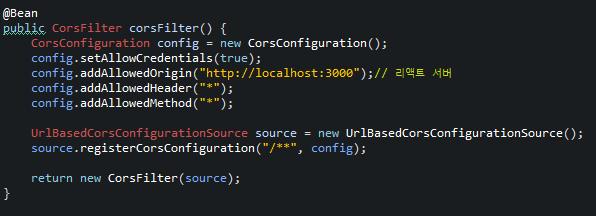 @Bean
public CorsFilter corsFilter() {
    CorsConfiguration config = new CorsConfiguration();
    config.setAllowCredentials(true);
    config.addAllowedOrigin("http://localhost:3000");// 리액트 서버
    config.addAllowedHeader("*");
    config.addAllowedMethod("*");

    UrlBasedCorsConfigurationSource source = new UrlBasedCorsConfigurationSource();
    source.registerCorsConfiguration("/**", config);

    return new CorsFilter(source);
}